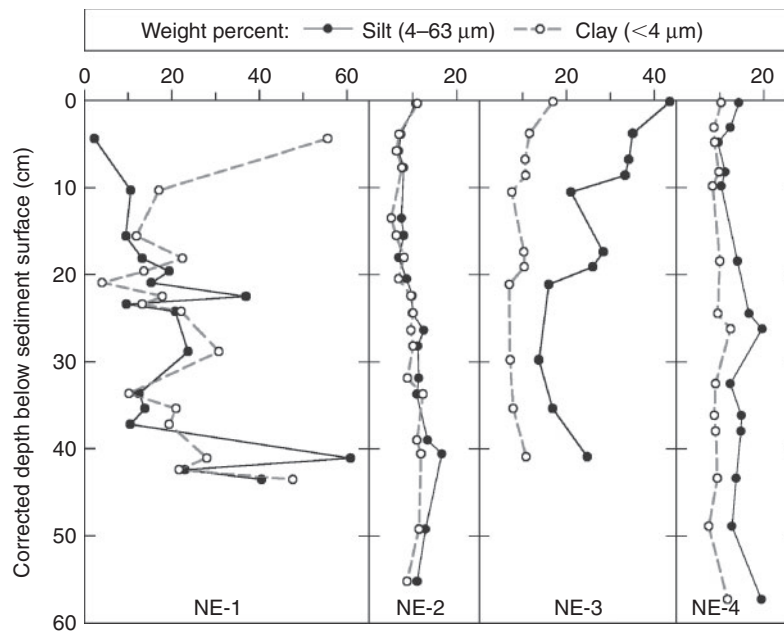 Weight percent: Silt (4–63 μm) Clay (<4 μm)
0 20 40 60 20 20 40 20
0
10
20
30
40
50
60
Corrected depth below sediment surface (cm)
NE-1 NE-2 NE-3 NE-4